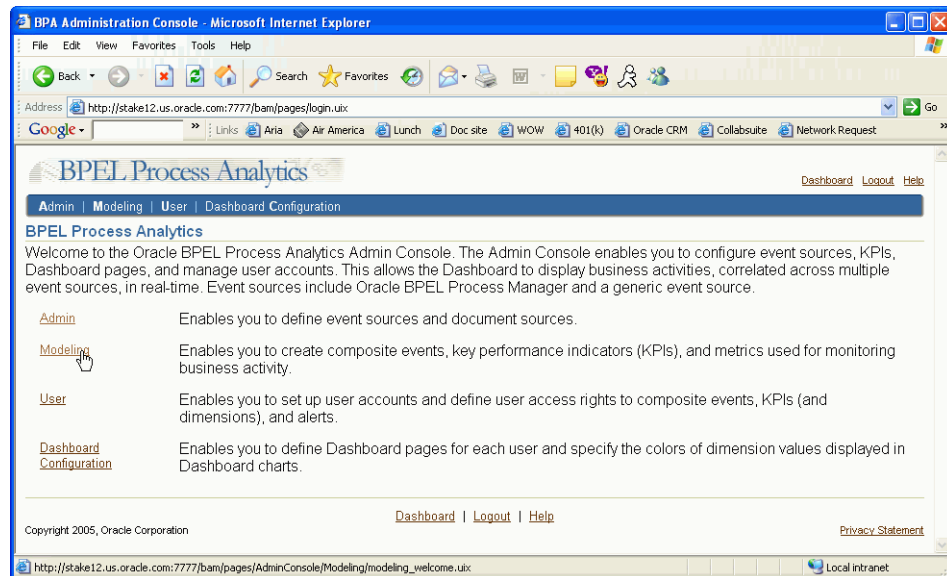 BPA Administration Console - Microsoft Internet Explorer
File Edit View Favorites Tools Help
Back Search Favorites
Address http://stake12.us.oracle.com:7777/bam/pages/login.uix Go
Google Links Aria Air America Lunch Doc site WOW 401(k) Oracle CRM Collabsuite Network Request
BPEL Process Analytics
Dashboard Logout Help
Admin | Modeling | User | Dashboard Configuration
BPEL Process Analytics
Welcome to the Oracle BPEL Process Analytics Admin Console. The Admin Console enables you to configure event sources, KPIs,
Dashboard pages, and manage user accounts. This allows the Dashboard to display business activities, correlated across multiple
event sources, in real-time. Event sources include Oracle BPEL Process Manager and a generic event source.
Admin Enables you to define event sources and document sources.
Modeling Enables you to create composite events, key performance indicators (KPIs), and metrics used for monitoring
business activity.
User Enables you to set up user accounts and define user access rights to composite events, KPIs (and
dimensions), and alerts.
Dashboard Enables you to define Dashboard pages for each user and specify the colors of dimension values displayed in
Configuration Dashboard charts.
Dashboard | Logout | Help
Copyright 2005, Oracle Corporation Privacy Statement
http://stake12.us.oracle.com:7777/bam/pages/AdminConsole/Modeling/modeling_welcome.uix Local intranet